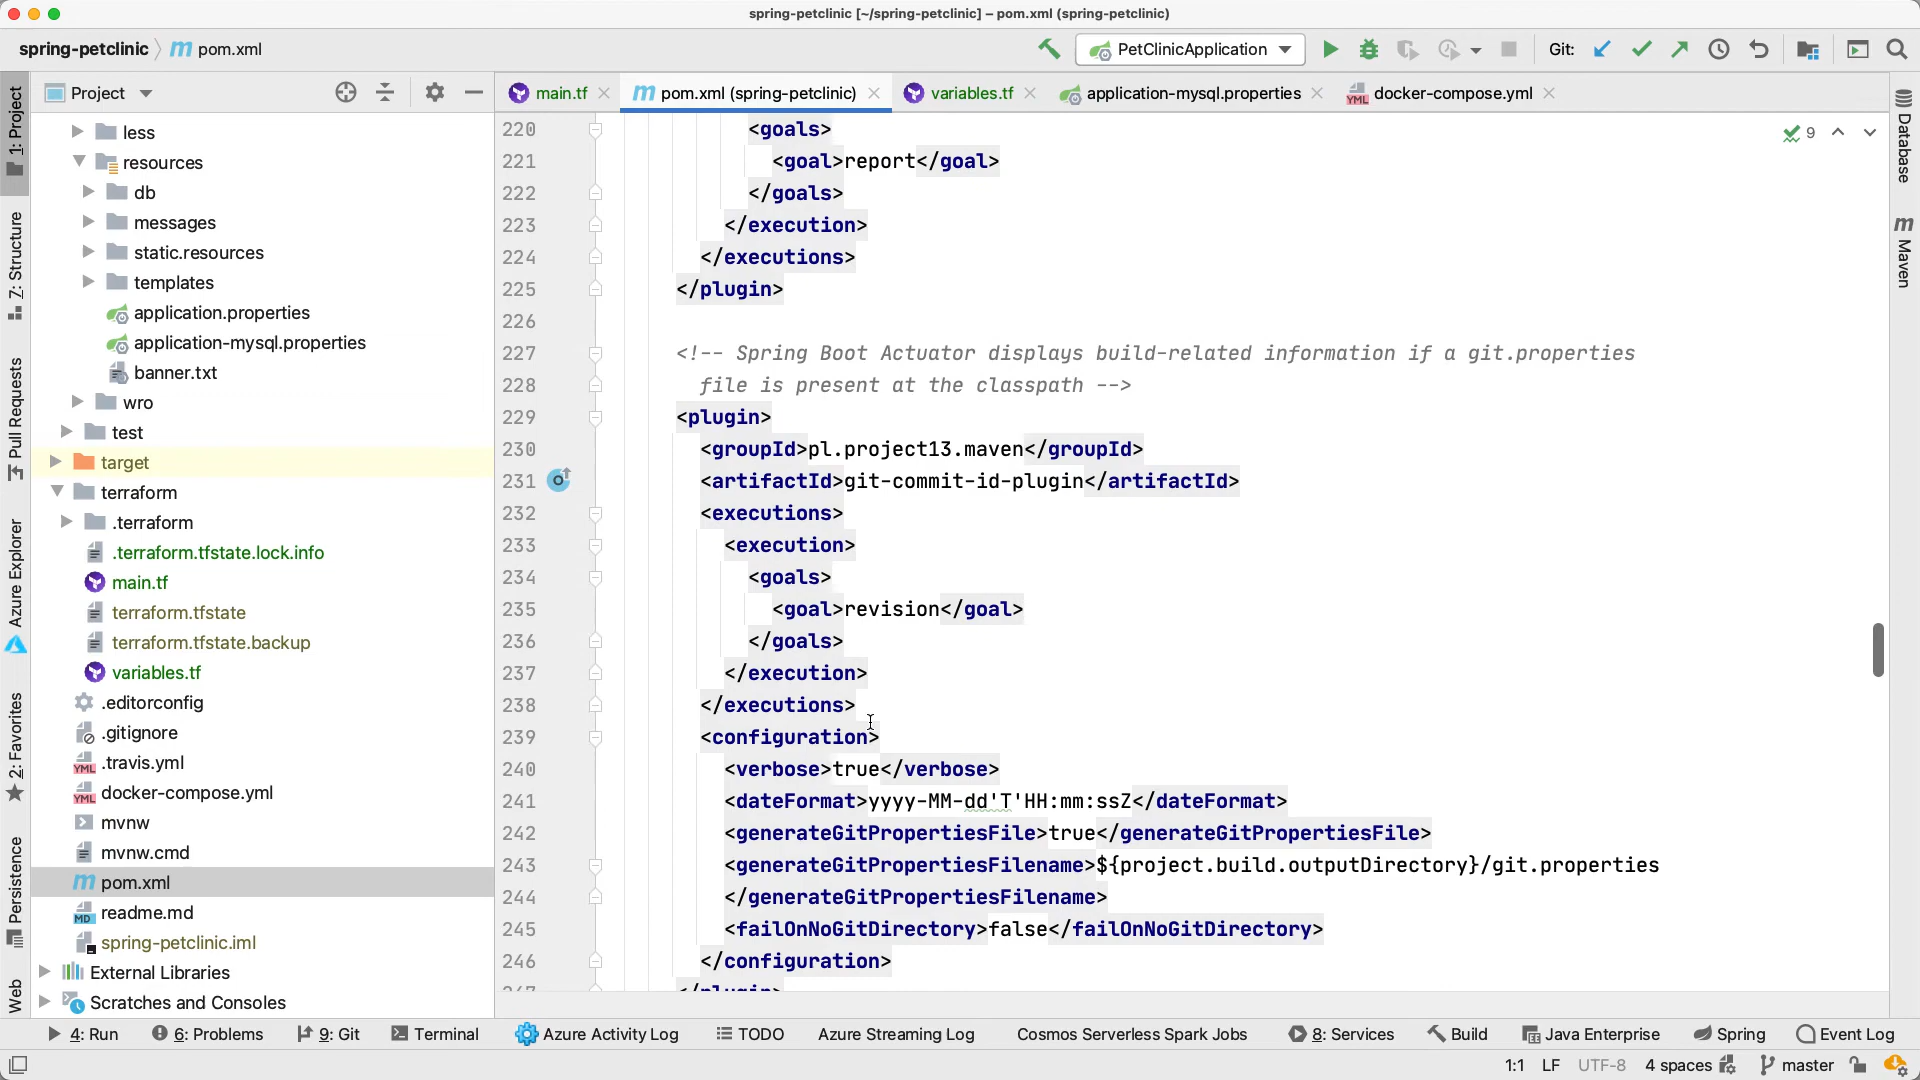 spring-petclinic [~/spring-petclinic] – pom.xml (spring-petclinic)
spring-petclinic
m pom.xml
PetClinicApplication
Git:
1: Project
Z: Structure
Pull Requests
Azure Explorer
2: Favorites
Persistence
Web
Project
less
resources
db
messages
static.resources
templates
application.properties
application-mysql.properties
banner.txt
wro
test
target
terraform
.terraform
.terraform.tfstate.lock.info
main.tf
terraform.tfstate
terraform.tfstate.backup
variables.tf
.editorconfig
.gitignore
YML .travis.yml
YML docker-compose.yml
mvnw
mvnw.cmd
m pom.xml
MD readme.md
spring-petclinic.iml
External Libraries
Scratches and Consoles
main.tf
m pom.xml (spring-petclinic)
variables.tf
application-mysql.properties
YML docker-compose.yml
9
220 <goals>
221 <goal>report</goal>
222 </goals>
223 </execution>
224 </executions>
225 </plugin>
226
227 <!-- Spring Boot Actuator displays build-related information if a git.properties
228 file is present at the classpath -->
229 <plugin>
230 <groupId>pl.project13.maven</groupId>
231 <artifactId>git-commit-id-plugin</artifactId>
232 <executions>
233 <execution>
234 <goals>
235 <goal>revision</goal>
236 </goals>
237 </execution>
238 </executions>
239 <configuration>
240 <verbose>true</verbose>
241 <dateFormat>yyyy-MM-dd'T'HH:mm:ssZ</dateFormat>
242 <generateGitPropertiesFile>true</generateGitPropertiesFile>
243 <generateGitPropertiesFilename>${project.build.outputDirectory}/git.properties
244 </generateGitPropertiesFilename>
245 <failOnNoGitDirectory>false</failOnNoGitDirectory>
246 </configuration>
247 </plugin>
Database
m Maven
4: Run
6: Problems
9: Git
Terminal
Azure Activity Log
TODO
Azure Streaming Log
Cosmos Serverless Spark Jobs
8: Services
Build
Java Enterprise
Spring
Event Log
1:1
LF
UTF-8
4 spaces
master